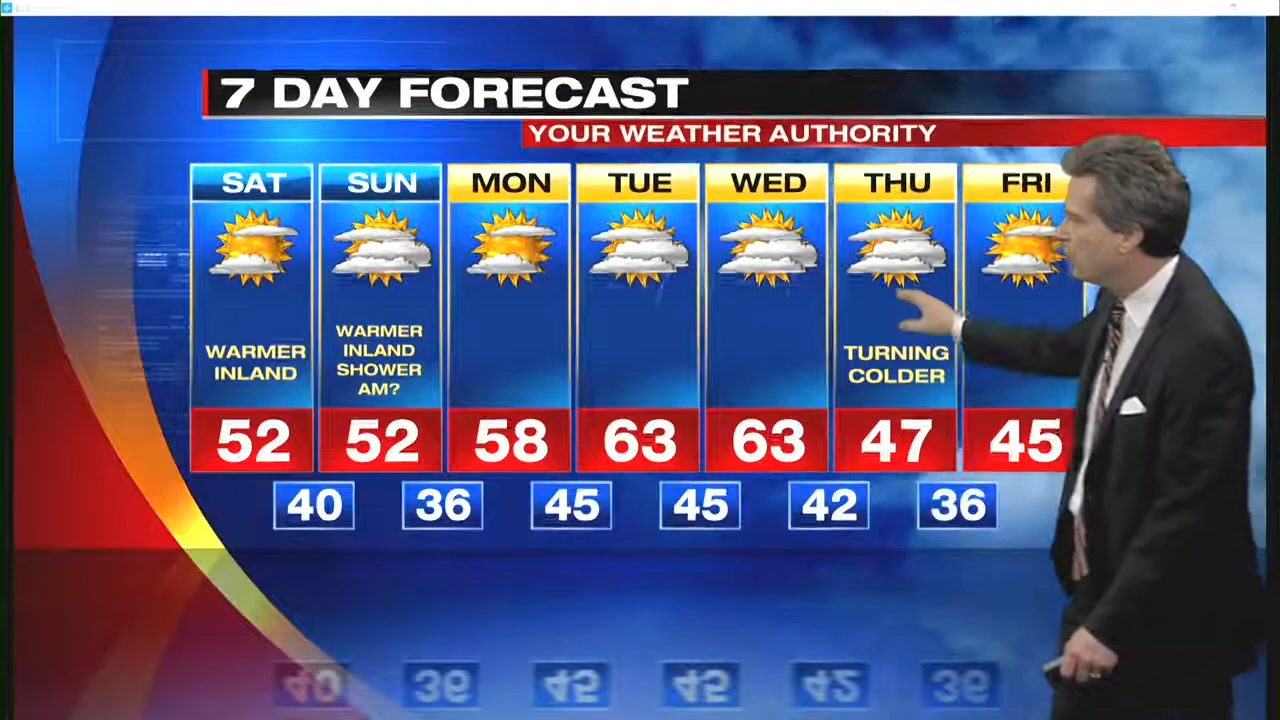 7 DAY FORECAST
YOUR WEATHER AUTHORITY
SAT SUN MON TUE WED THU FRI
WARMER
INLAND
WARMER
INLAND
SHOWER
AM?
TURNING
COLDER
52 52 58 63 63 47 45
40 36 45 45 42 36